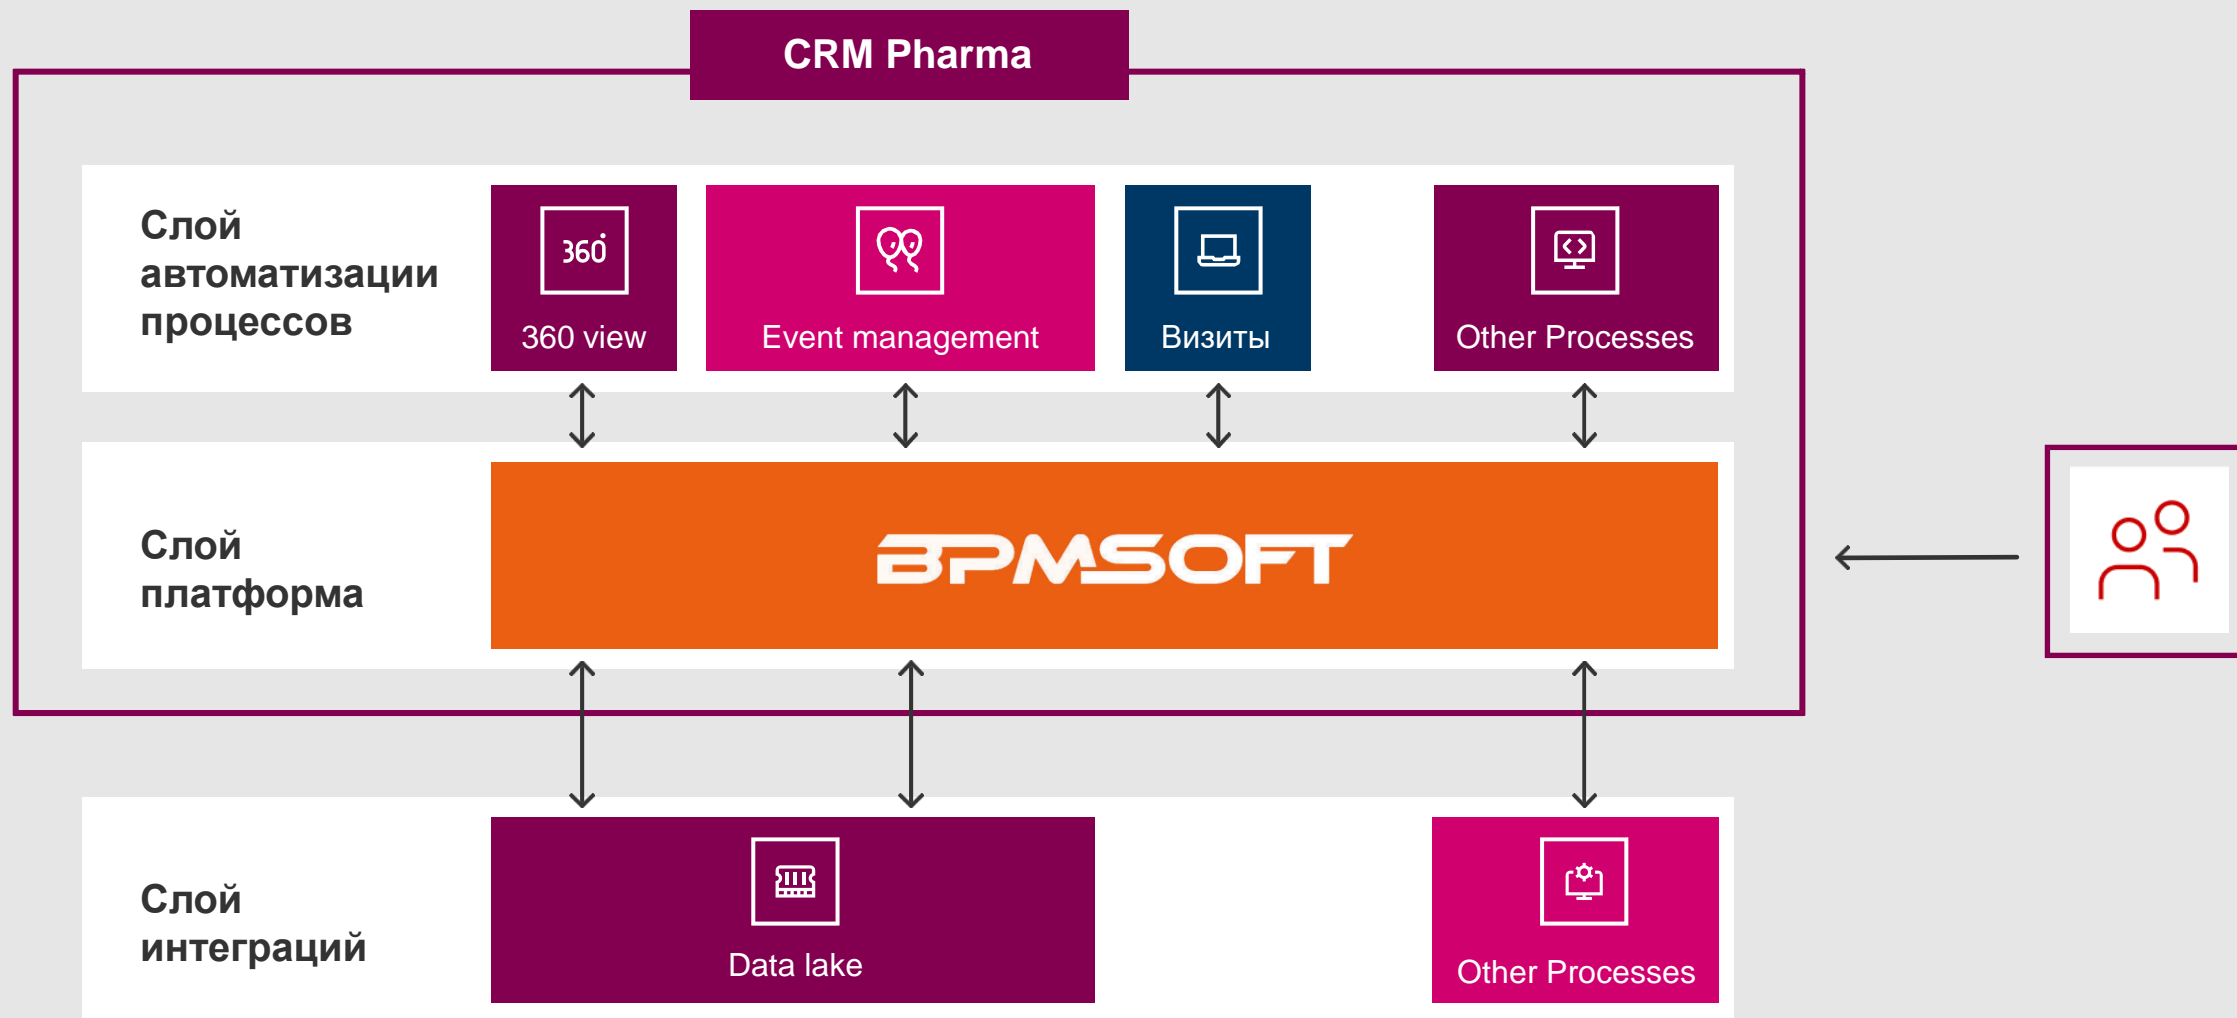 CRM Pharma
Слой
автоматизации
процессов
360
360 view
Event management
Визиты
Other Processes
Слой
платформа
BPMSOFT
Слой
интеграций
Data lake
Other Processes